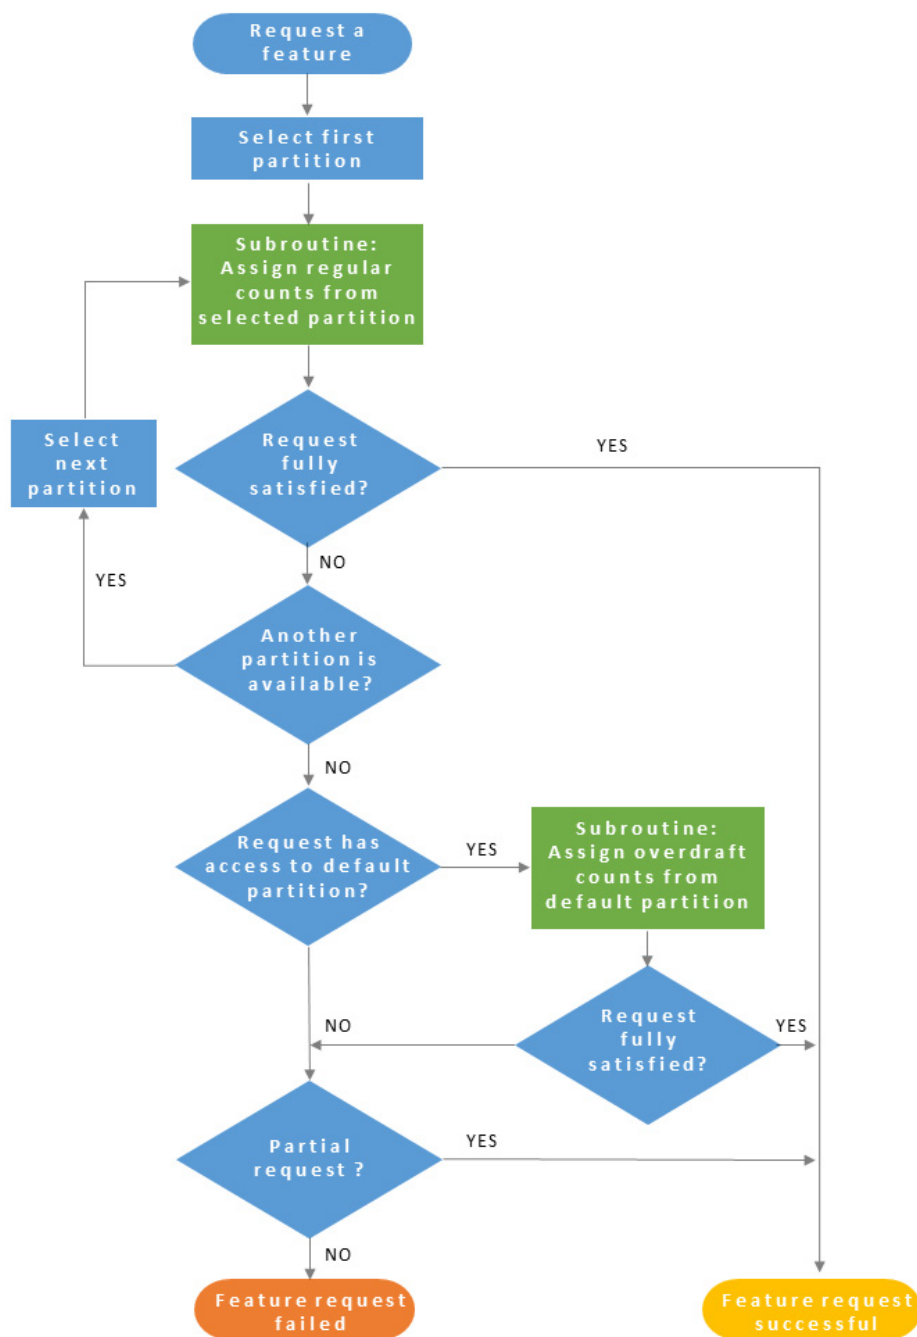 Request a
feature
Select first
partition
Subroutine:
Assign regular
counts from
selected partition
Select
next
partition
Request
fully
satisfied?
YES
NO
YES
Another
partition is
available?
NO
Request has
access to default
partition?
YES
Subroutine:
Assign overdraft
counts from
default partition
NO
Request
fully
satisfied?
YES
Partial
request ?
YES
NO
Feature request
failed
Feature request
successful